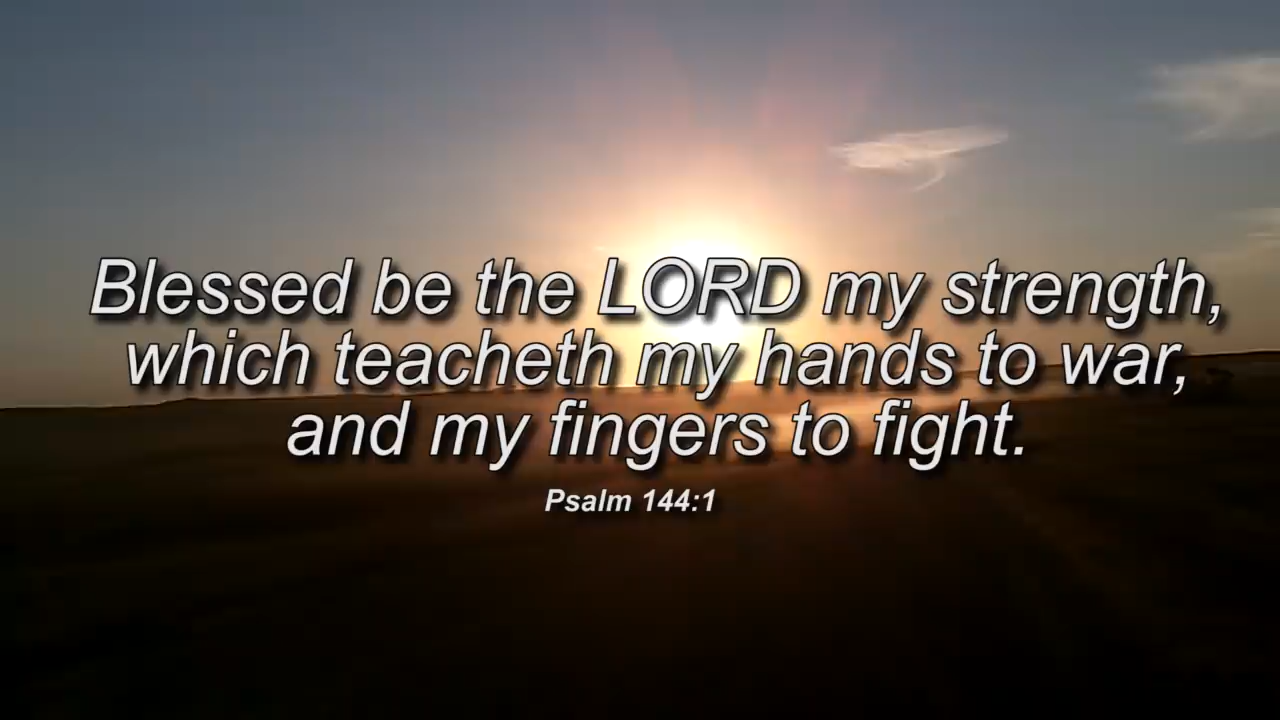 Blessed be the LORD my strength,
which teacheth my hands to war,
and my fingers to fight.
Psalm 144:1